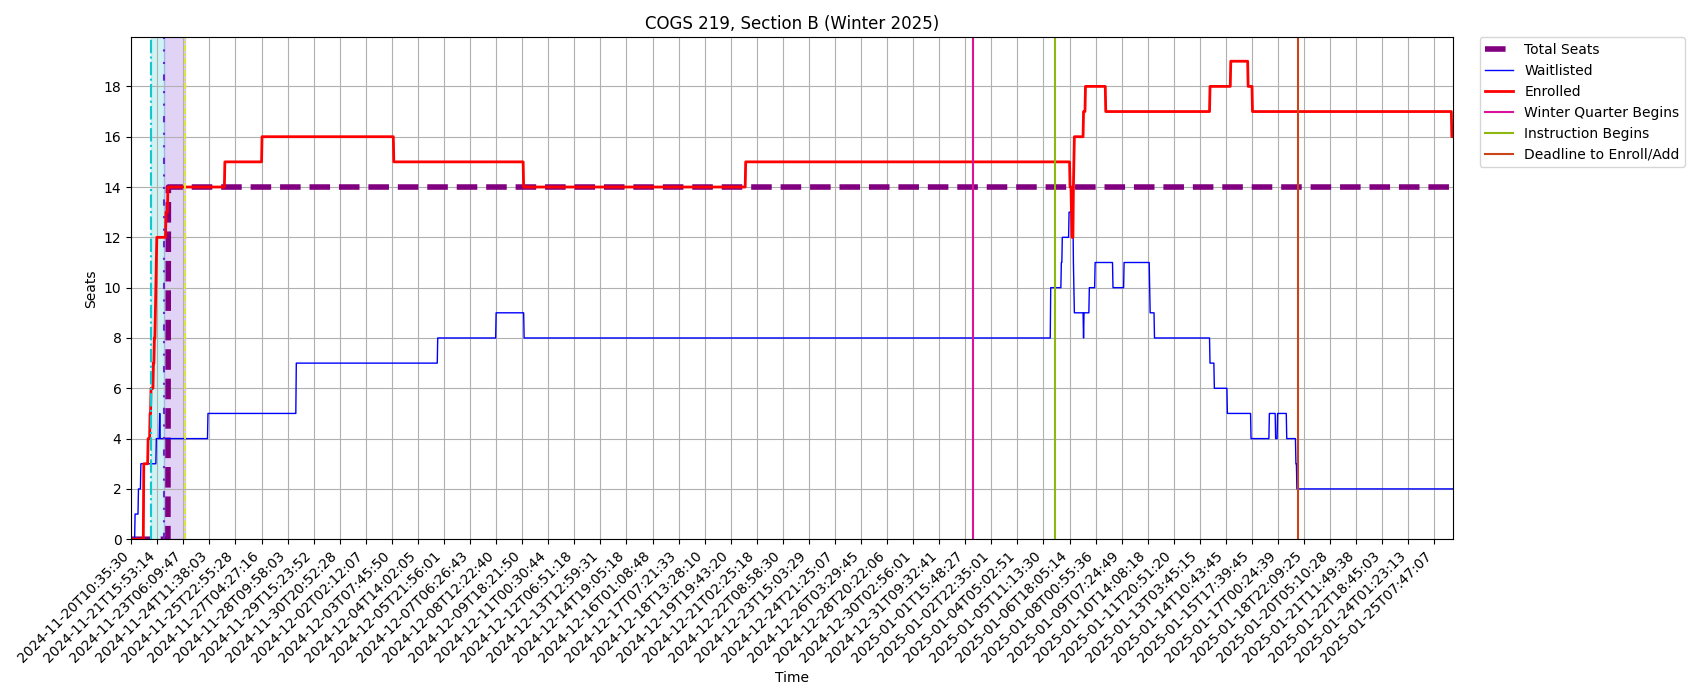 COGS 219, Section B (Winter 2025)
Total Seats
Waitlisted
Enrolled
Winter Quarter Begins
Instruction Begins
Deadline to Enroll/Add
Seats
18
16
14
12
10
8
6
4
2
0
2024-11-20T10:35:30
2024-11-21T15:53:14
2024-11-23T06:09:47
2024-11-24T11:38:03
2024-11-25T22:55:28
2024-11-27T04:27:16
2024-11-28T09:58:03
2024-11-29T15:23:52
2024-11-30T20:52:28
2024-12-02T02:12:07
2024-12-03T07:45:50
2024-12-04T14:02:05
2024-12-05T21:56:01
2024-12-07T06:26:43
2024-12-08T12:22:40
2024-12-09T18:21:50
2024-12-11T00:30:44
2024-12-12T06:51:18
2024-12-13T12:59:31
2024-12-14T19:05:18
2024-12-16T01:08:48
2024-12-17T07:21:33
2024-12-18T13:28:10
2024-12-19T19:43:20
2024-12-21T02:25:18
2024-12-22T08:58:30
2024-12-23T15:03:29
2024-12-24T21:25:07
2024-12-26T03:29:45
2024-12-28T20:22:06
2024-12-30T02:56:01
2024-12-31T09:32:41
2025-01-01T15:48:27
2025-01-02T22:35:01
2025-01-04T05:02:51
2025-01-05T11:13:30
2025-01-06T18:05:14
2025-01-08T00:55:36
2025-01-09T07:24:49
2025-01-10T14:08:18
2025-01-11T20:51:20
2025-01-13T03:45:15
2025-01-14T10:43:45
2025-01-15T17:39:45
2025-01-17T00:24:39
2025-01-18T22:09:25
2025-01-20T05:10:28
2025-01-21T11:49:38
2025-01-22T18:45:03
2025-01-24T01:23:13
2025-01-25T07:47:07
Time